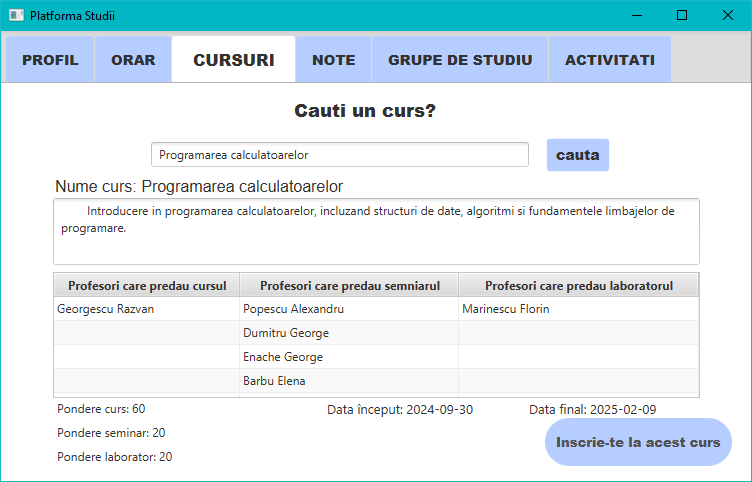 Platforma Studii
PROFIL ORAR CURSURI NOTE GRUPE DE STUDIU ACTIVITATI
Cauti un curs?
Programarea calculatoarelor cauta
Nume curs: Programarea calculatoarelor
Introducere in programarea calculatoarelor, incluzand structuri de date, algoritmi si fundamentele limbajelor de
programare.
Profesori care predau cursul Profesori care predau semniarul Profesori care predau laboratorul
Georgescu Razvan Popescu Alexandru Marinescu Florin
Dumitru George
Enache George
Barbu Elena
Pondere curs: 60 Data început: 2024-09-30 Data final: 2025-02-09
Pondere seminar: 20
Inscrie-te la acest curs
Pondere laborator: 20